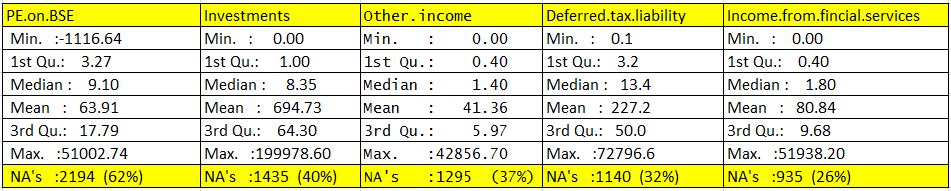 PE.on.BSE Investments Other.income Deferred.tax.liability Income.from.fincial.services
Min. :-1116.64 Min. : 0.00 Min. : 0.00 Min. : 0.1 Min. : 0.00
1st Qu.: 3.27 1st Qu.: 1.00 1st Qu.: 0.40 1st Qu.: 3.2 1st Qu.: 0.40
Median : 9.10 Median : 8.35 Median : 1.40 Median : 13.4 Median : 1.80
Mean : 63.91 Mean : 694.73 Mean : 41.36 Mean : 227.2 Mean : 80.84
3rd Qu.: 17.79 3rd Qu.: 64.30 3rd Qu.: 5.97 3rd Qu.: 50.0 3rd Qu.: 9.68
Max. :51002.74 Max. :199978.60 Max. :42856.70 Max. :72796.6 Max. :51938.20
NA's :2194 (62%) NA's :1435 (40%) NA's :1295 (37%) NA's :1140 (32%) NA's :935 (26%)